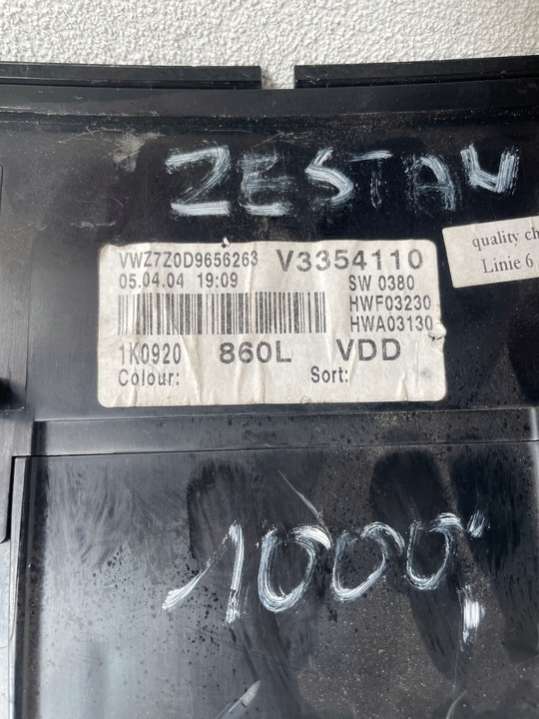 ZESTAW
VWZ7Z0D9656263 V3354110
05.04.04 19:09 SW 0380
HWF03230
HWA03130
1K0920 860L VDD
Colour: Sort:
quality
Linie 6
1000,